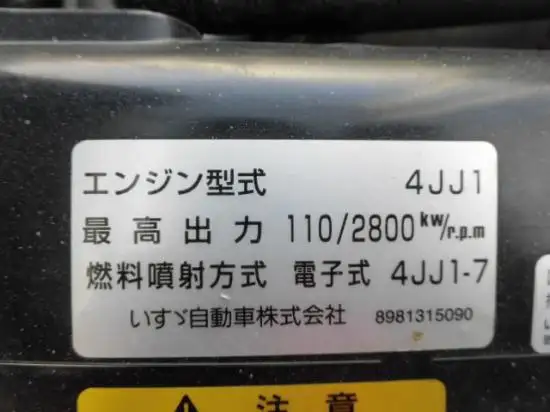 エンジン型式 4JJ1
最高出力 110/2800 kW/r.p.m
燃料噴射方式 電子式 4JJ1-7
いすゞ自動車株式会社 8981315090
注意